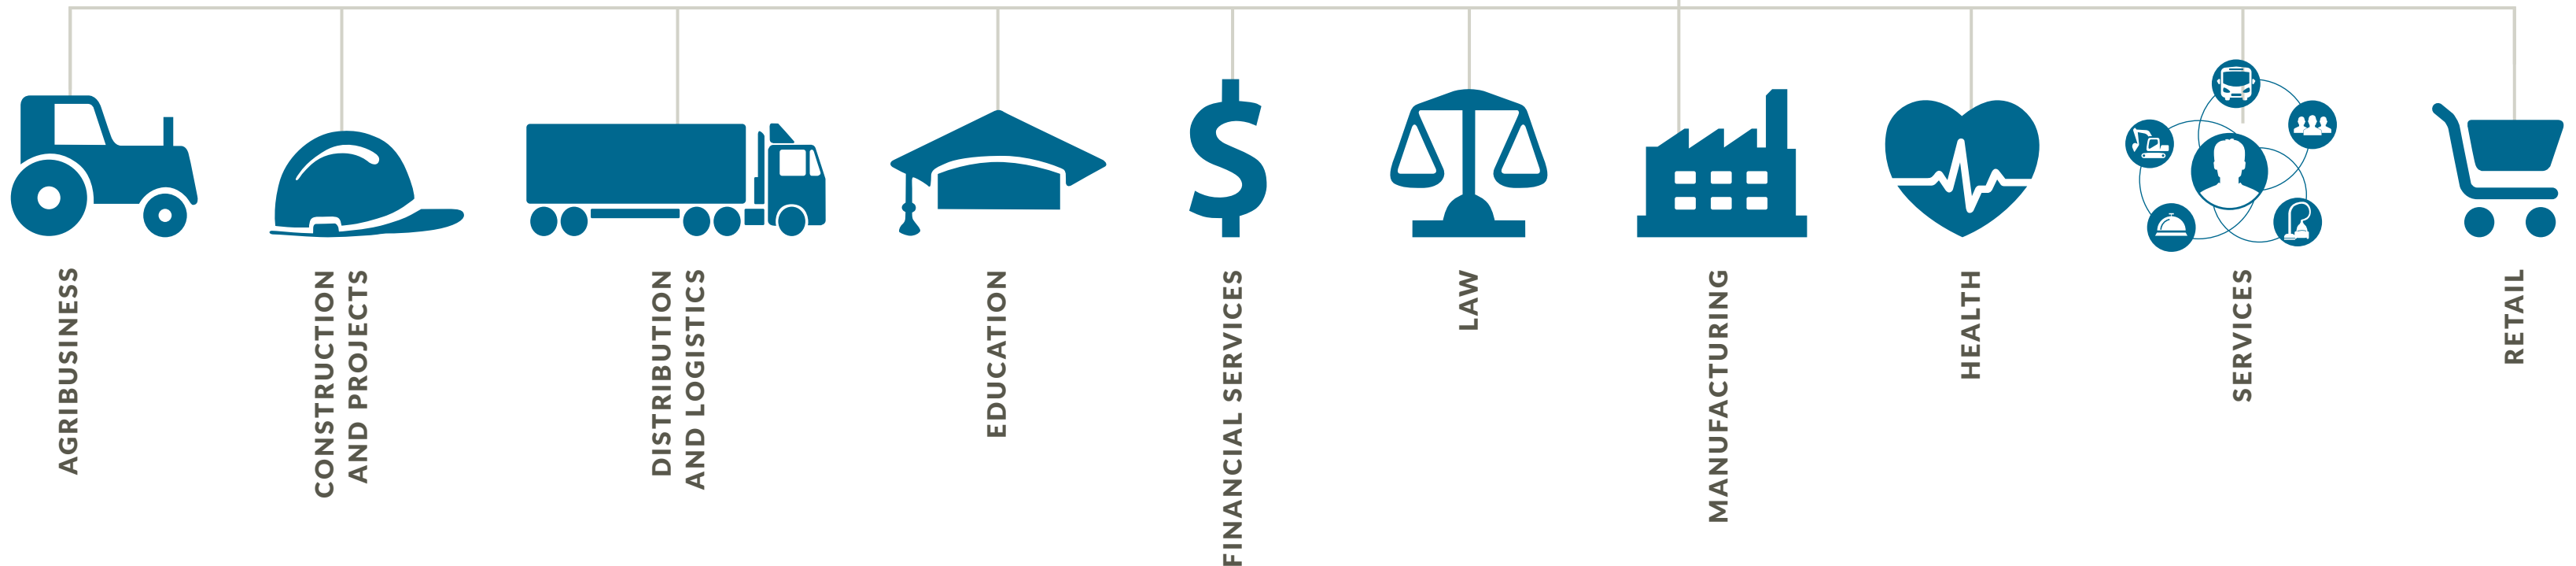 AGRIBUSINESS
CONSTRUCTION
AND PROJECTS
DISTRIBUTION
AND LOGISTICS
EDUCATION
FINANCIAL SERVICES
LAW
MANUFACTURING
HEALTH
SERVICES
RETAIL